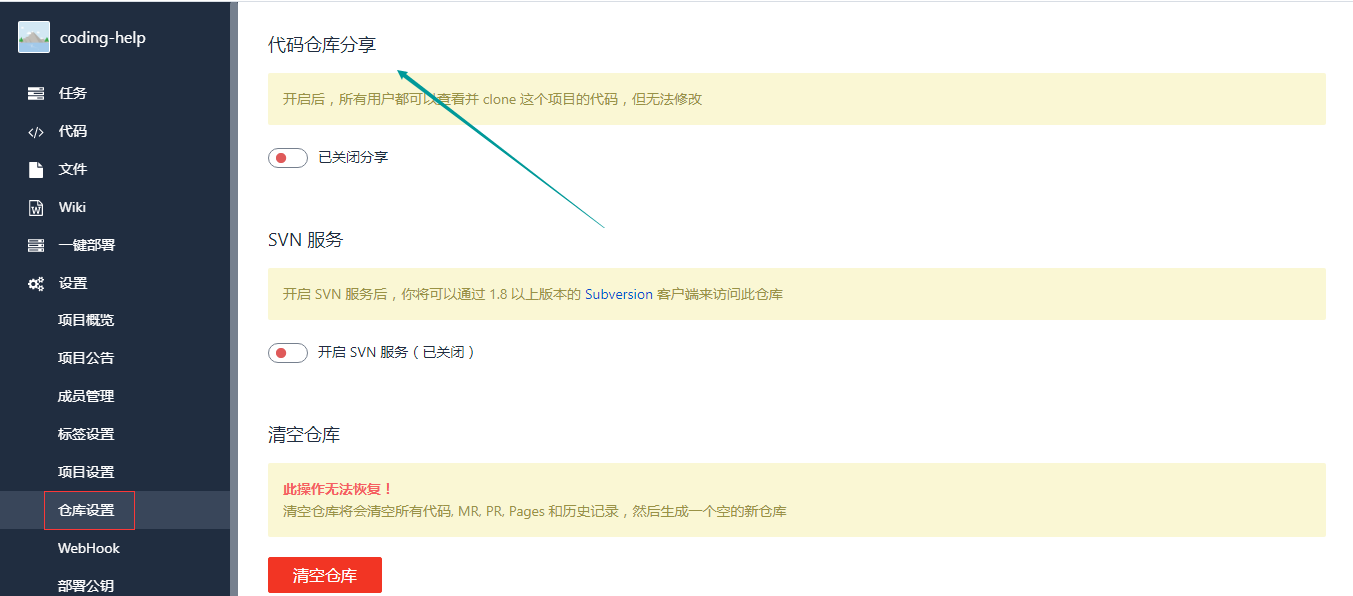 coding-help
任务
代码
文件
Wiki
一键部署
设置
项目概览
项目公告
成员管理
标签设置
项目设置
仓库设置
WebHook
部署公钥
代码仓库分享
开启后，所有用户都可以查看并 clone 这个项目的代码，但无法修改
已关闭分享
SVN 服务
开启 SVN 服务后，你将可以通过 1.8 以上版本的 Subversion 客户端来访问此仓库
开启 SVN 服务（已关闭）
清空仓库
此操作无法恢复！
清空仓库将会清空所有代码, MR, PR, Pages 和历史记录，然后生成一个空的新仓库
清空仓库